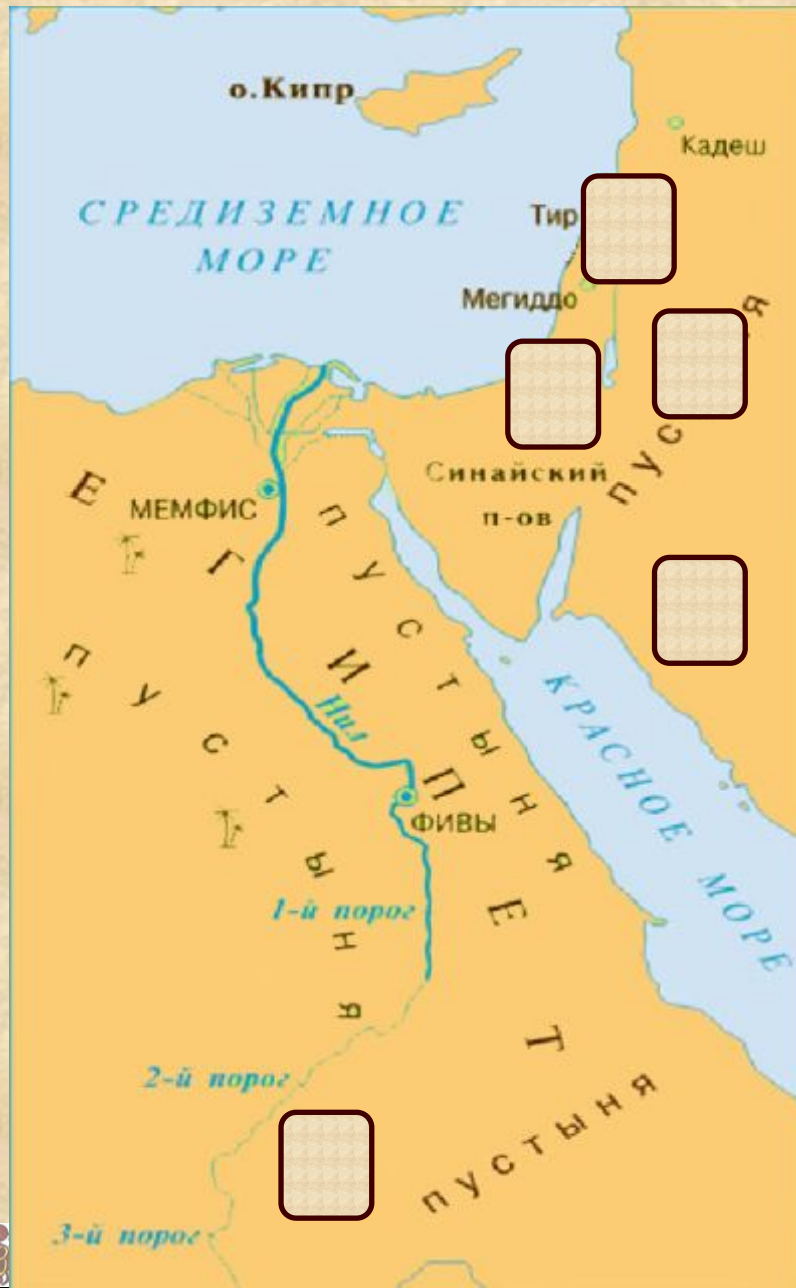 о.Кипр
Кадеш
СРЕДИЗЕМНОЕ
МОРЕ
Тир
Мегиддо
Синайский
п-ов
ЕГИПЕТ
МЕМФИС
ПУСТЫНЯ
ПУСТЫНЯ
Нил
КРАСНОЕ МОРЕ
ФИВЫ
1-й порог
2-й порог
пустыня
3-й порог